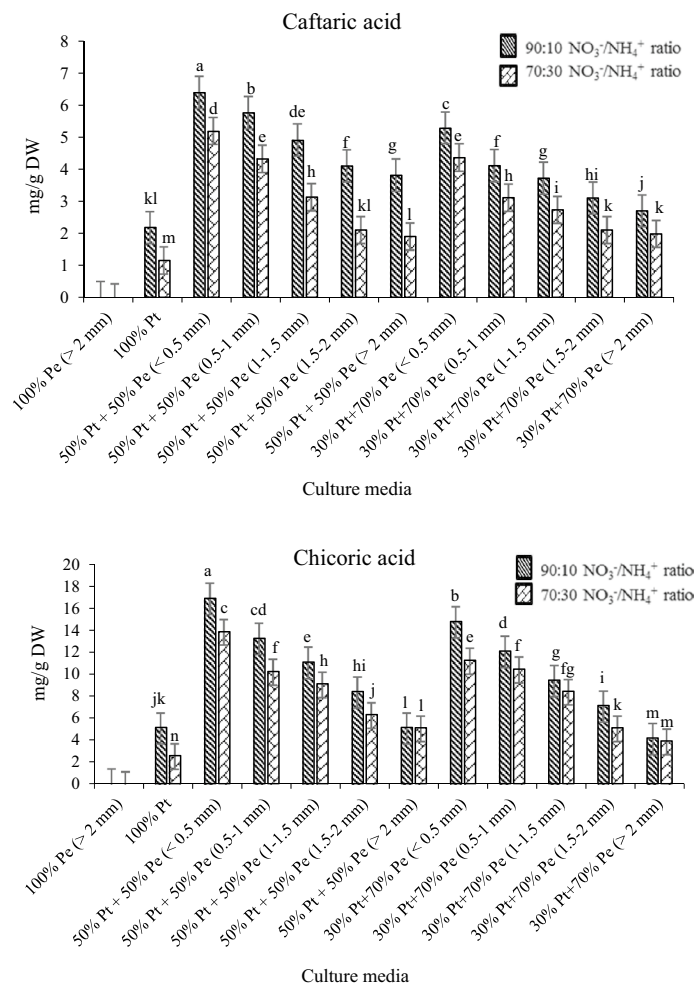 Caftaric acid
90:10 NO₃⁻/NH₄⁺ ratio
70:30 NO₃⁻/NH₄⁺ ratio
mg/g DW
8
7
6
5
4
3
2
1
0
kl
m
a
d
b
e
de
h
f
kl
g
l
c
e
f
h
g
i
hi
k
j
k
100% Pe (> 2 mm)
100% Pt
50% Pt + 50% Pe (< 0.5 mm)
50% Pt + 50% Pe (0.5-1 mm)
50% Pt + 50% Pe (1-1.5 mm)
50% Pt + 50% Pe (1.5-2 mm)
50% Pt + 50% Pe (> 2 mm)
30% Pt+70% Pe (< 0.5 mm)
30% Pt+70% Pe (0.5-1 mm)
30% Pt+70% Pe (1-1.5 mm)
30% Pt+70% Pe (1.5-2 mm)
30% Pt+70% Pe (> 2 mm)
Culture media
Chicoric acid
90:10 NO₃⁻/NH₄⁺ ratio
70:30 NO₃⁻/NH₄⁺ ratio
mg/g DW
20
18
16
14
12
10
8
6
4
2
0
jk
n
a
c
cd
f
e
h
hi
j
l
l
b
e
d
f
g
fg
i
k
m
m
100% Pe (> 2 mm)
100% Pt
50% Pt + 50% Pe (< 0.5 mm)
50% Pt + 50% Pe (0.5-1 mm)
50% Pt + 50% Pe (1-1.5 mm)
50% Pt + 50% Pe (1.5-2 mm)
50% Pt + 50% Pe (> 2 mm)
30% Pt+70% Pe (< 0.5 mm)
30% Pt+70% Pe (0.5-1 mm)
30% Pt+70% Pe (1-1.5 mm)
30% Pt+70% Pe (1.5-2 mm)
30% Pt+70% Pe (> 2 mm)
Culture media